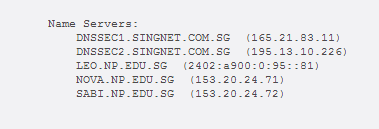 Name Servers:
DNSSEC1.SINGNET.COM.SG (165.21.83.11)
DNSSEC2.SINGNET.COM.SG (195.13.10.226)
LEO.NP.EDU.SG (2402:a900:0:95::81)
NOVA.NP.EDU.SG (153.20.24.71)
SABI.NP.EDU.SG (153.20.24.72)